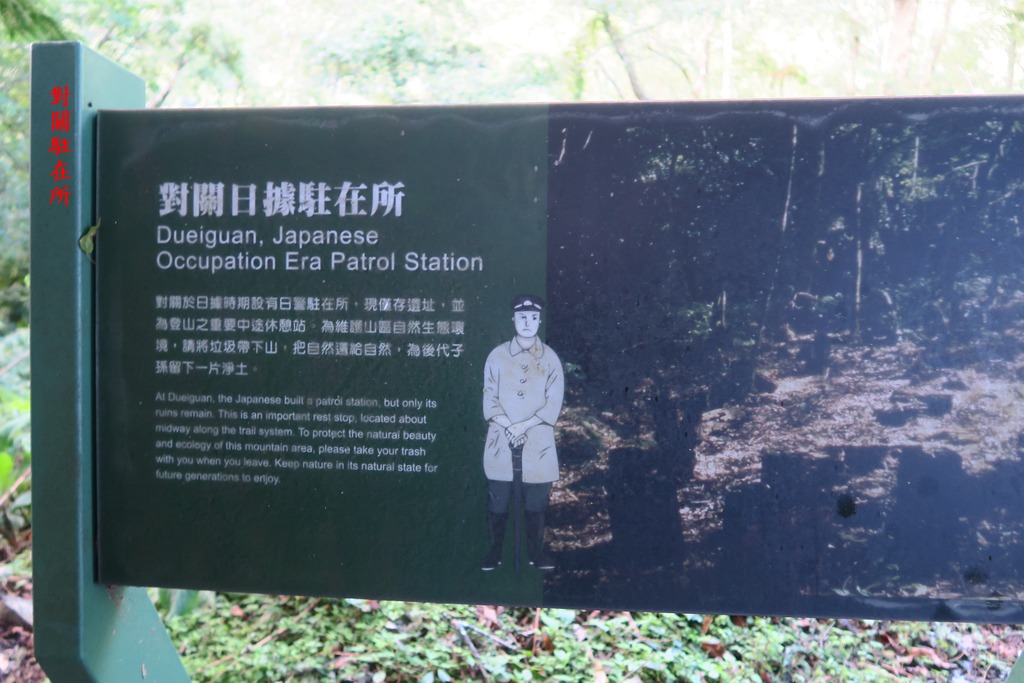 對關駐在所
對關日據駐在所
Dueiguan, Japanese
Occupation Era Patrol Station
對關於日據時期設有日警駐在所，現僅存遺址，並
為登山之重要中途休憩站。為維護山區自然生態環
境，請將垃圾帶下山，把自然還給自然，為後代子
孫留下一片淨土。
At Dueiguan, the Japanese built a patrol station, but only its
ruins remain. This is an important rest stop, located about
midway along the trail system. To protect the natural beauty
and ecology of this mountain area, please take your trash
with you when you leave. Keep nature in its natural state for
future generations to enjoy.